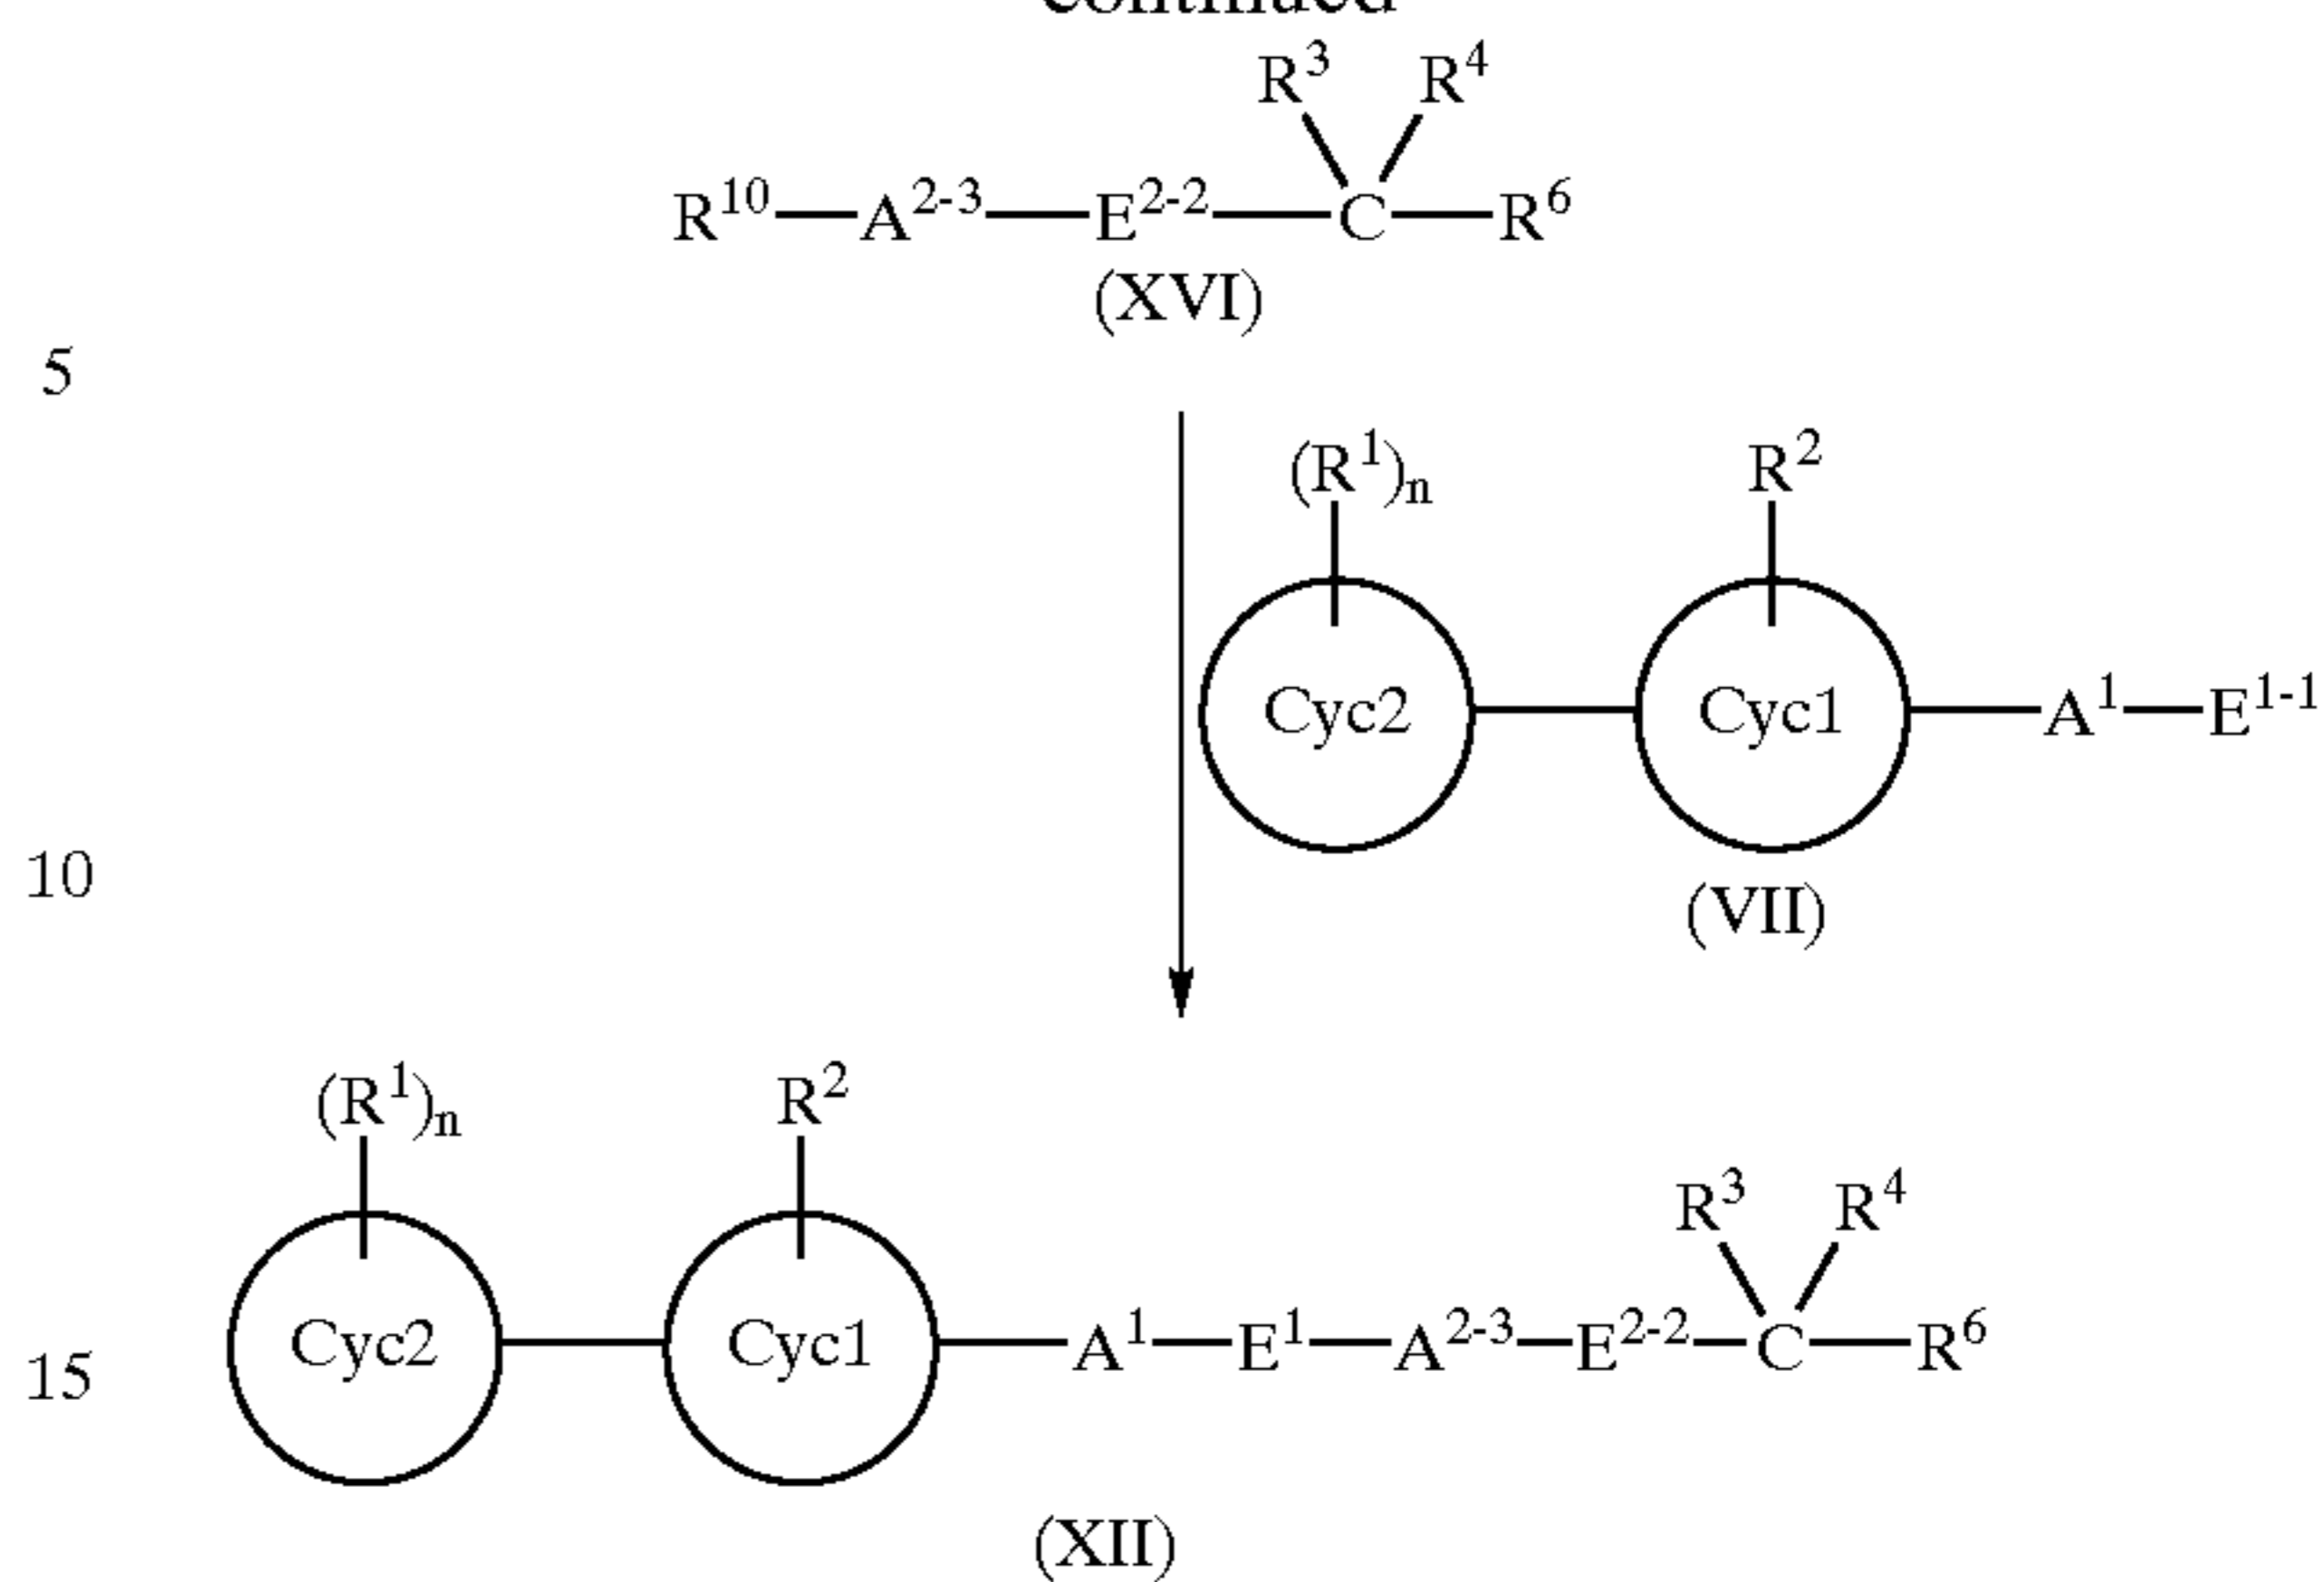 continued
R³ R⁴
R¹⁰—A²⁻³—E²⁻²—C—R⁶
(XVI)
5
(R¹)ₙ R²
Cyc2 Cyc1 A¹—E¹⁻¹
10
(VII)
(R¹)ₙ R²
R³ R⁴
Cyc2 Cyc1 A¹—E¹—A²⁻³—E²⁻²—C—R⁶
15
(XII)